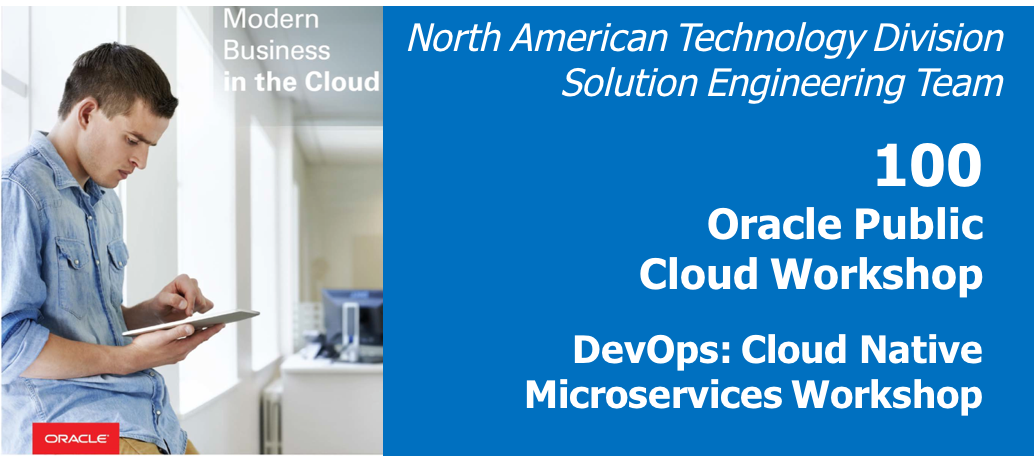 Modern
Business
in the Cloud
North American Technology Division
Solution Engineering Team
100
Oracle Public
Cloud Workshop
DevOps: Cloud Native
Microservices Workshop
ORACLE®